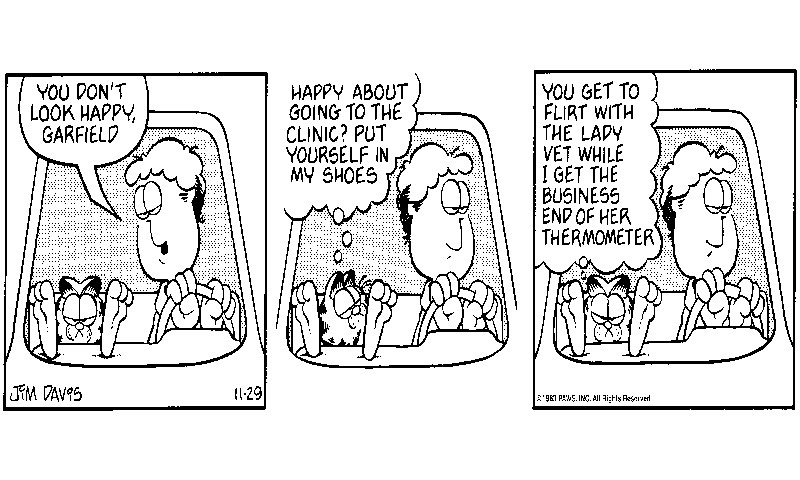 YOU DON'T
LOOK HAPPY,
GARFIELD
JIM DAVIS
11-29
HAPPY ABOUT
GOING TO THE
CLINIC? PUT
YOURSELF IN
MY SHOES
YOU GET TO
FLIRT WITH
THE LADY
VET WHILE
I GET THE
BUSINESS
END OF HER
THERMOMETER
PAWS, INC. All Rights Reserved